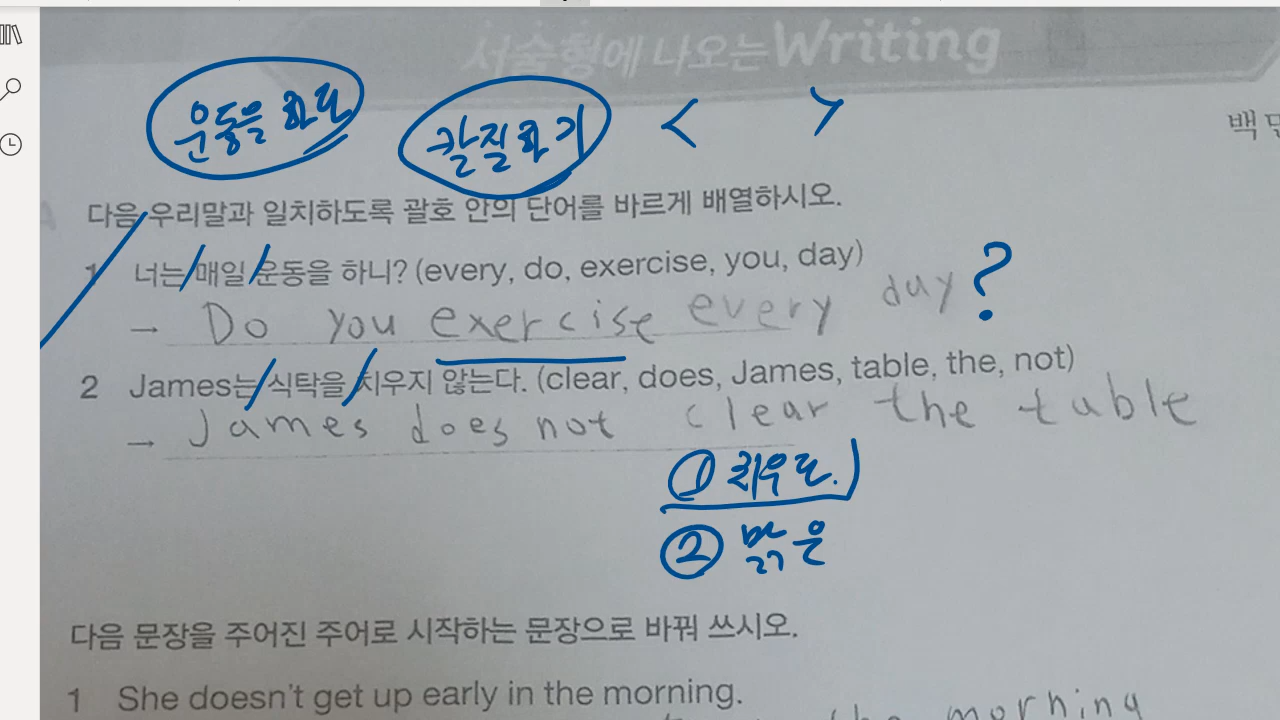 서술형에 나오는 Writing
운동을 하다
칼질하기 < >
백
다음 우리말과 일치하도록 괄호 안의 단어를 바르게 배열하시오.
1 너는 매일 운동을 하니? (every, do, exercise, you, day)
→ Do you exercise every day?
2 James는 식탁을 치우지 않는다. (clear, does, James, table, the, not)
→ James does not clear the table
① 치우다.
② 맑은
다음 문장을 주어진 주어로 시작하는 문장으로 바꿔 쓰시오.
1 She doesn't get up early in the morning.
the morning